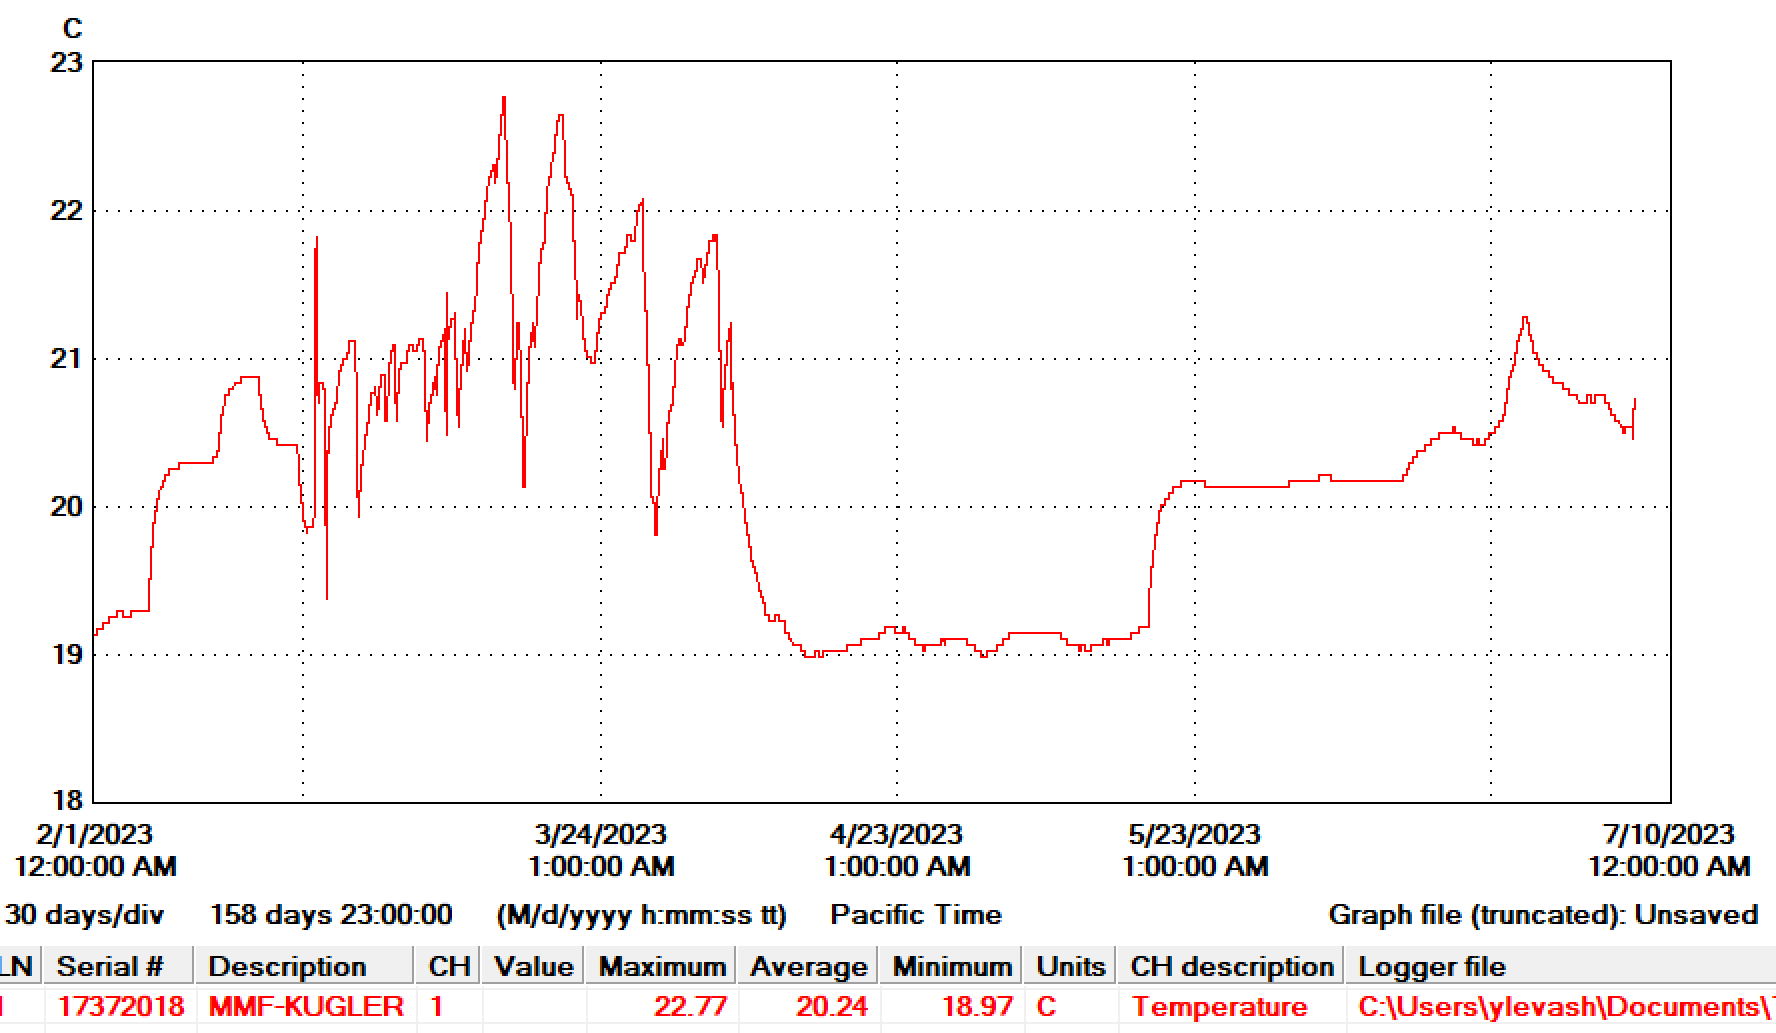 C
23
22
21
20
19
18
2/1/2023 3/24/2023 4/23/2023 5/23/2023 7/10/2023
12:00:00 AM 1:00:00 AM 1:00:00 AM 1:00:00 AM 12:00:00 AM
30 days/div 158 days 23:00:00 (M/d/yyyy h:mm:ss tt) Pacific Time Graph file (truncated): Unsaved
LN Serial # Description CH Value Maximum Average Minimum Units CH description Logger file
1 17372018 MMF-KUGLER 1 22.77 20.24 18.97 C Temperature C:\Users\ylevash\Documents\